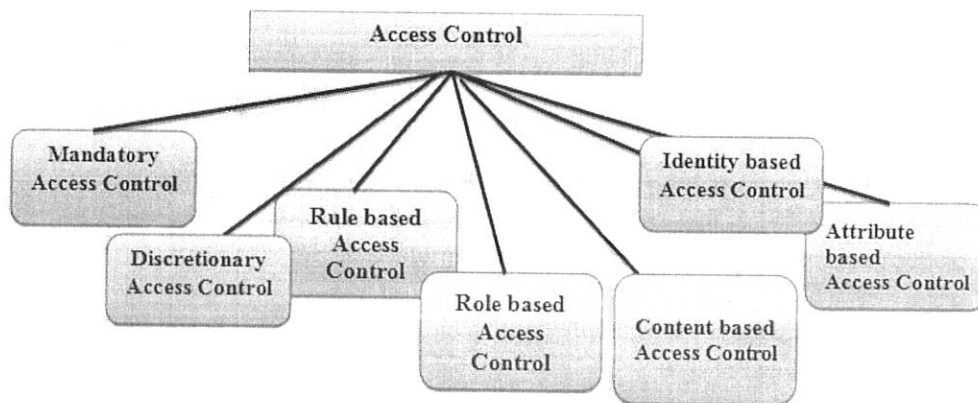 Access Control
Mandatory
Access Control
Discretionary
Access Control
Rule based
Access
Control
Role based
Access
Control
Content based
Access Control
Identity based
Access Control
Attribute
based
Access Control